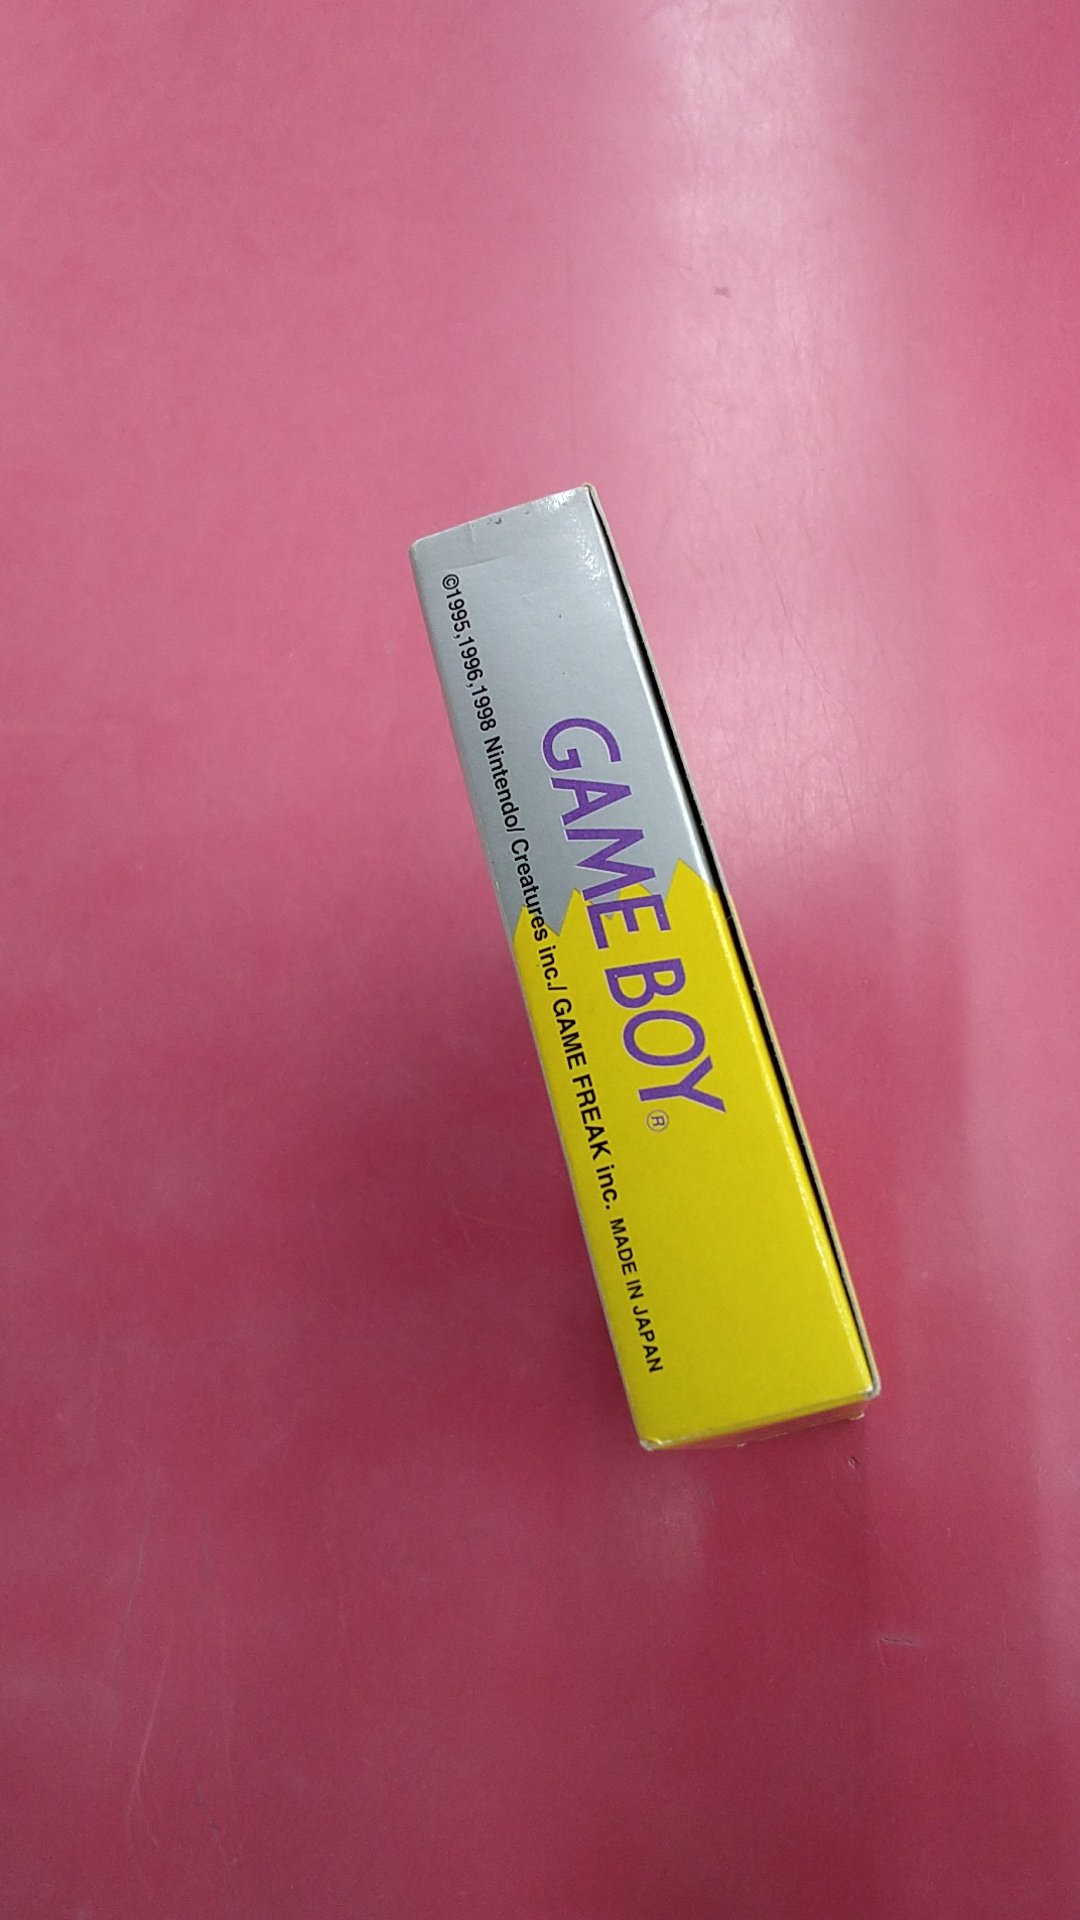 GAME BOY®
©1995,1996,1998 Nintendo/ Creatures inc./ GAME FREAK inc. MADE IN JAPAN